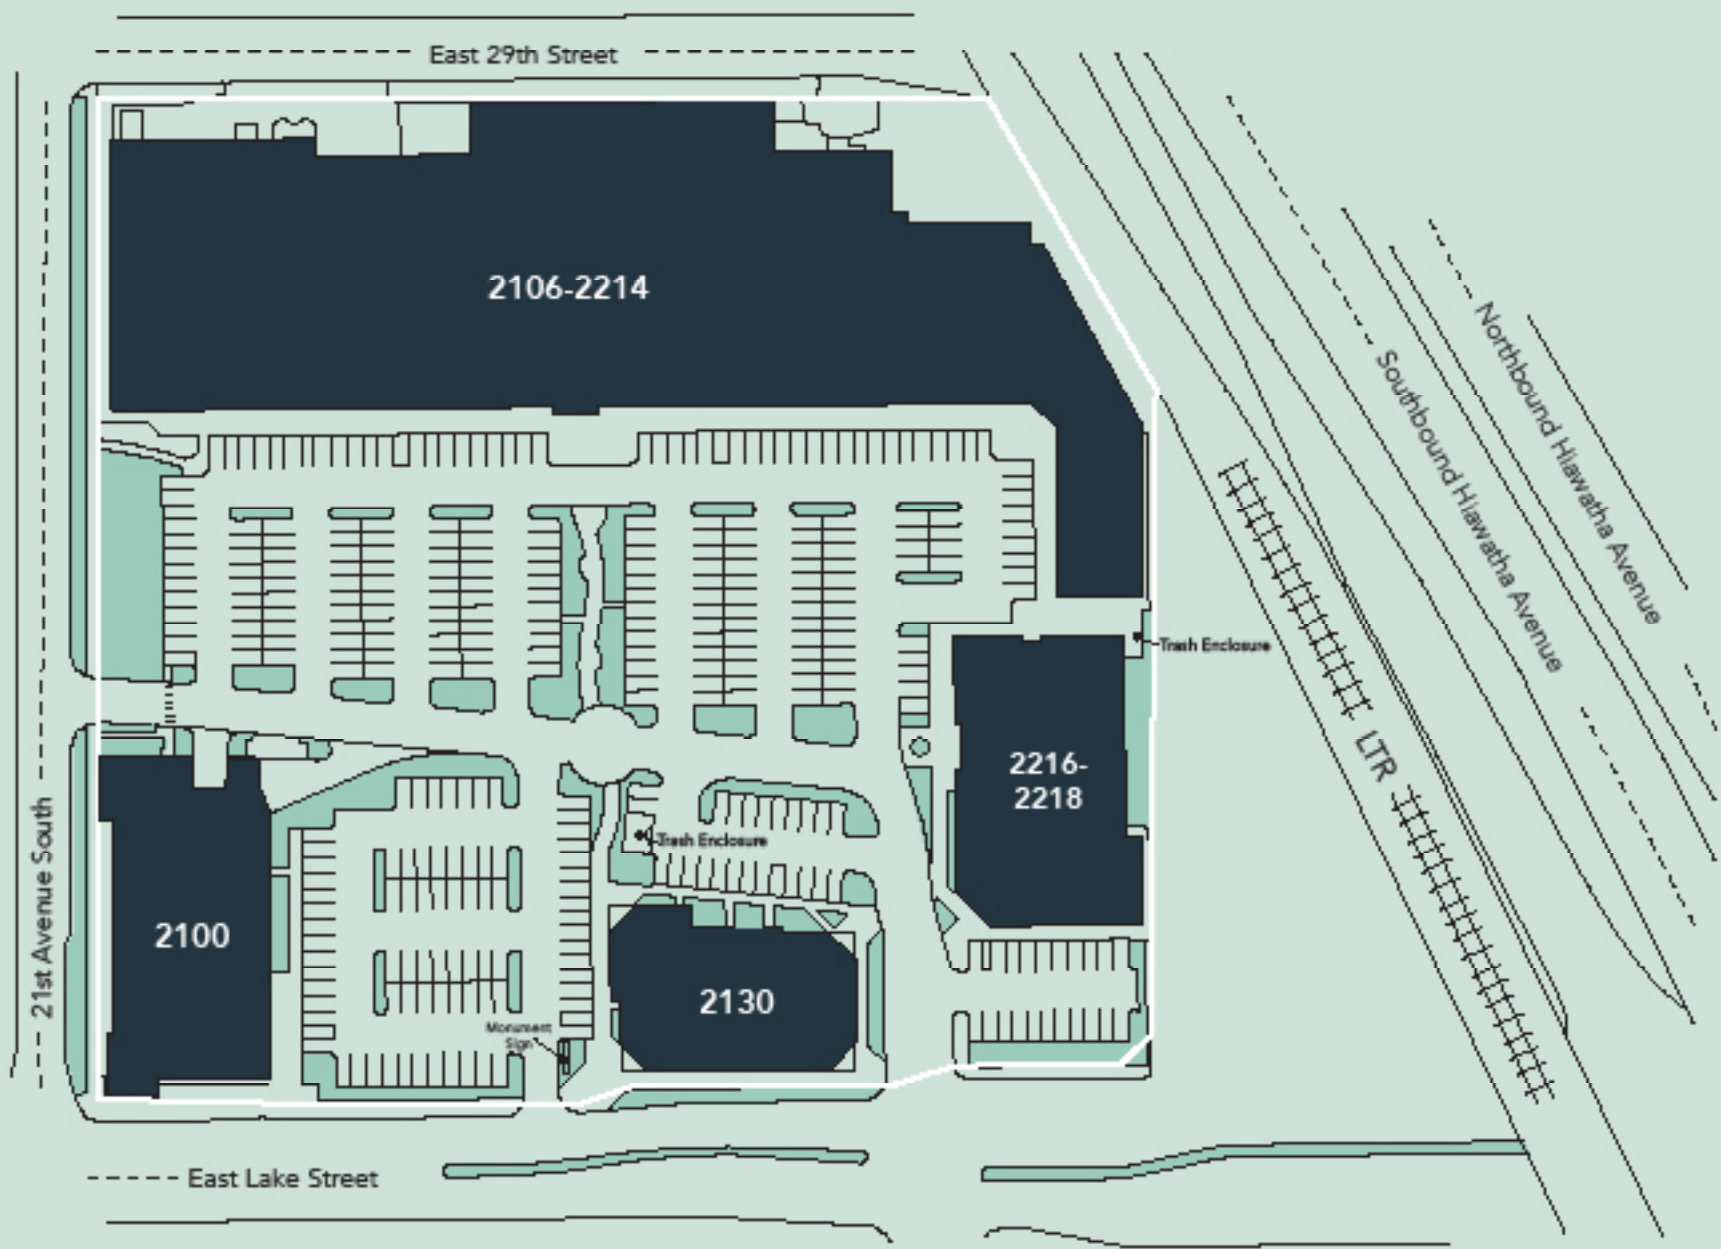 East 29th Street
2106-2214
Northbound Hiawatha Avenue
Southbound Hiawatha Avenue
Trash Enclosure
LTR
2216-
2218
Trash Enclosure
21st Avenue South
2100
2130
Monument
Sign
East Lake Street